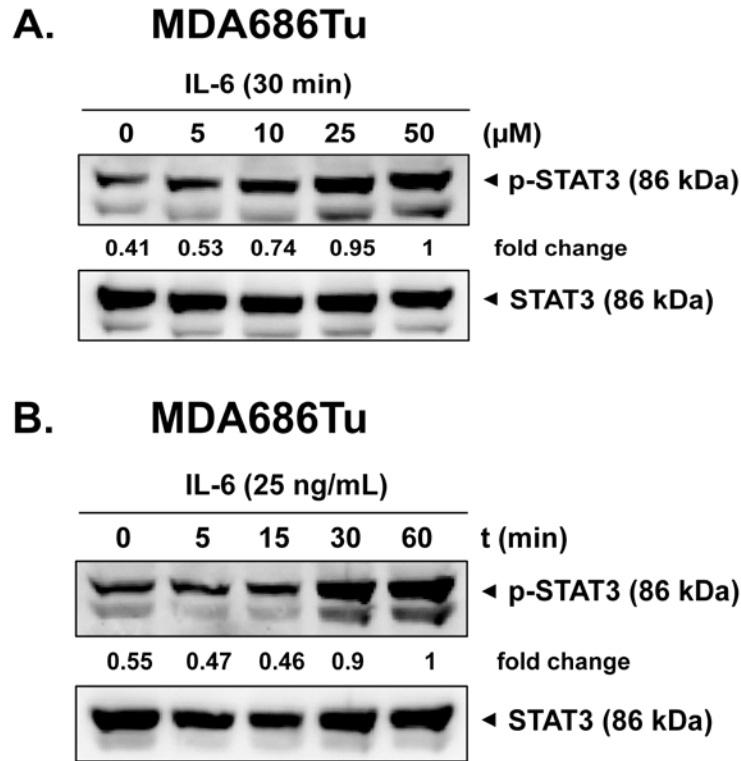 A. MDA686Tu
IL-6 (30 min)
0 5 10 25 50 (µM)
◄ p-STAT3 (86 kDa)
0.41 0.53 0.74 0.95 1 fold change
◄ STAT3 (86 kDa)
B. MDA686Tu
IL-6 (25 ng/mL)
0 5 15 30 60 t (min)
◄ p-STAT3 (86 kDa)
0.55 0.47 0.46 0.9 1 fold change
◄ STAT3 (86 kDa)